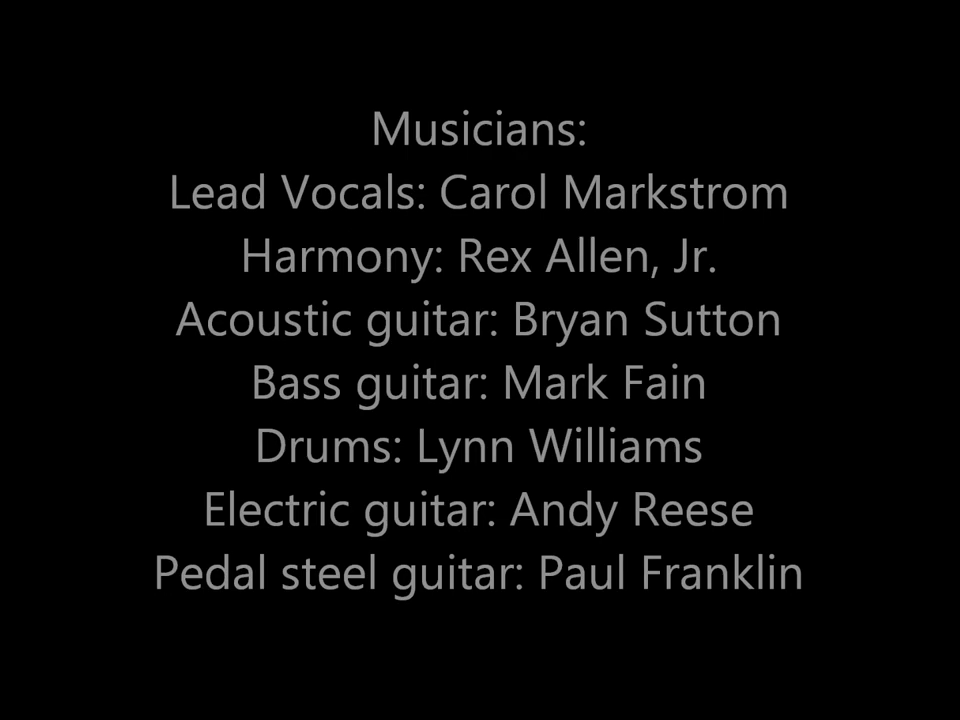 Musicians:
Lead Vocals: Carol Markstrom
Harmony: Rex Allen, Jr.
Acoustic guitar: Bryan Sutton
Bass guitar: Mark Fain
Drums: Lynn Williams
Electric guitar: Andy Reese
Pedal steel guitar: Paul Franklin